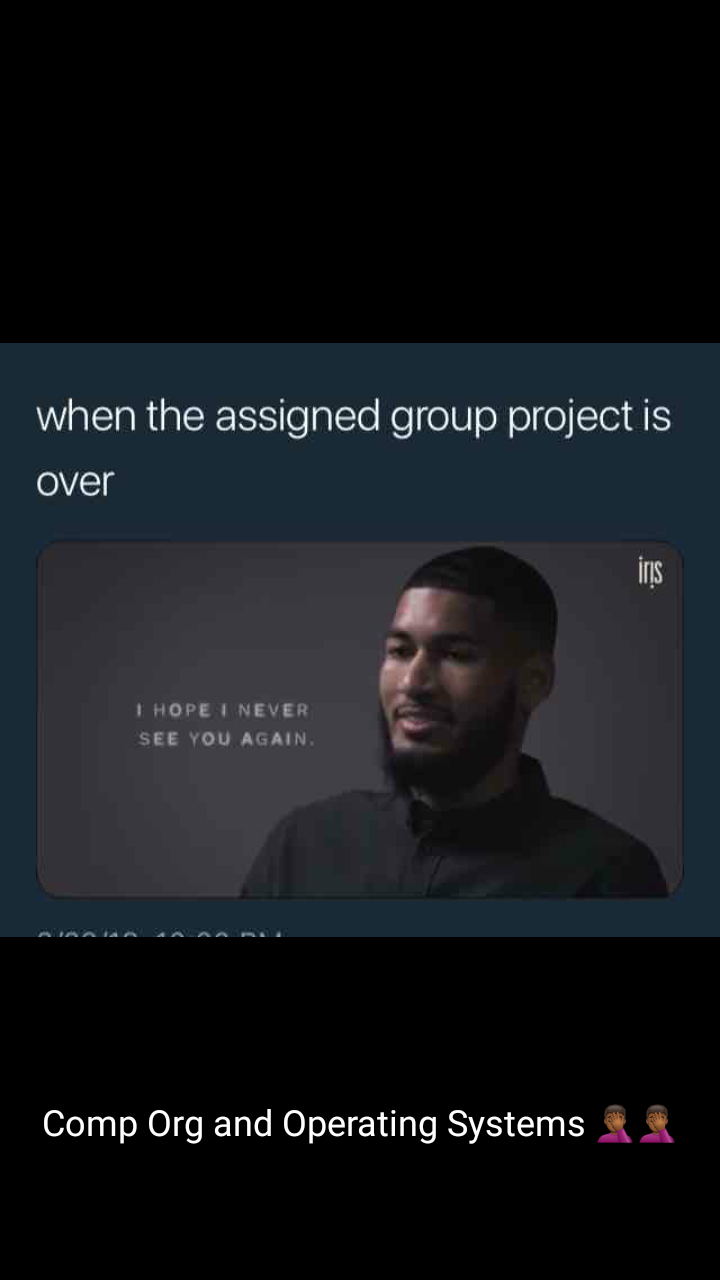 when the assigned group project is
over
iris
I HOPE I NEVER
SEE YOU AGAIN.
Comp Org and Operating Systems 🤦🏾‍♂️🤦🏾‍♂️